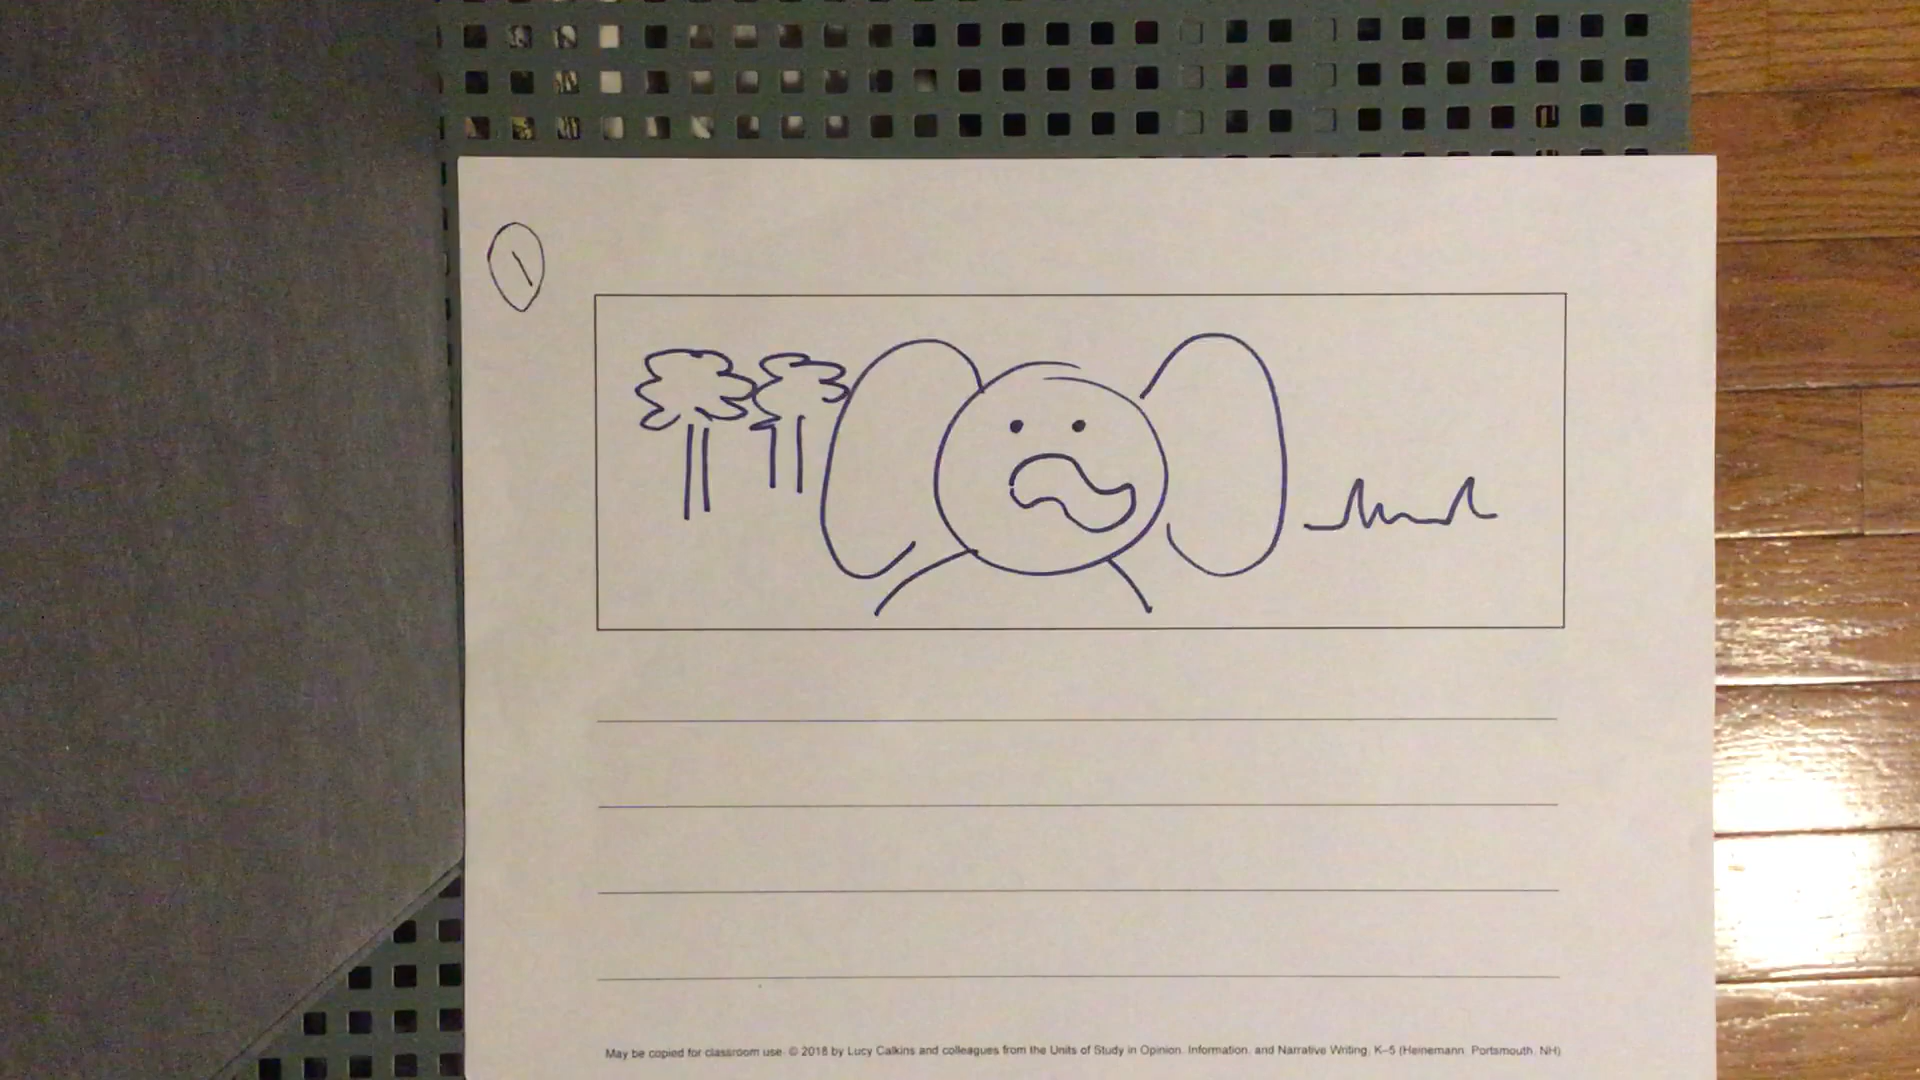 1
May be copied for classroom use. © 2018 by Lucy Calkins and colleagues from the Units of Study in Opinion, Information, and Narrative Writing, K–5 (Heinemann: Portsmouth, NH)